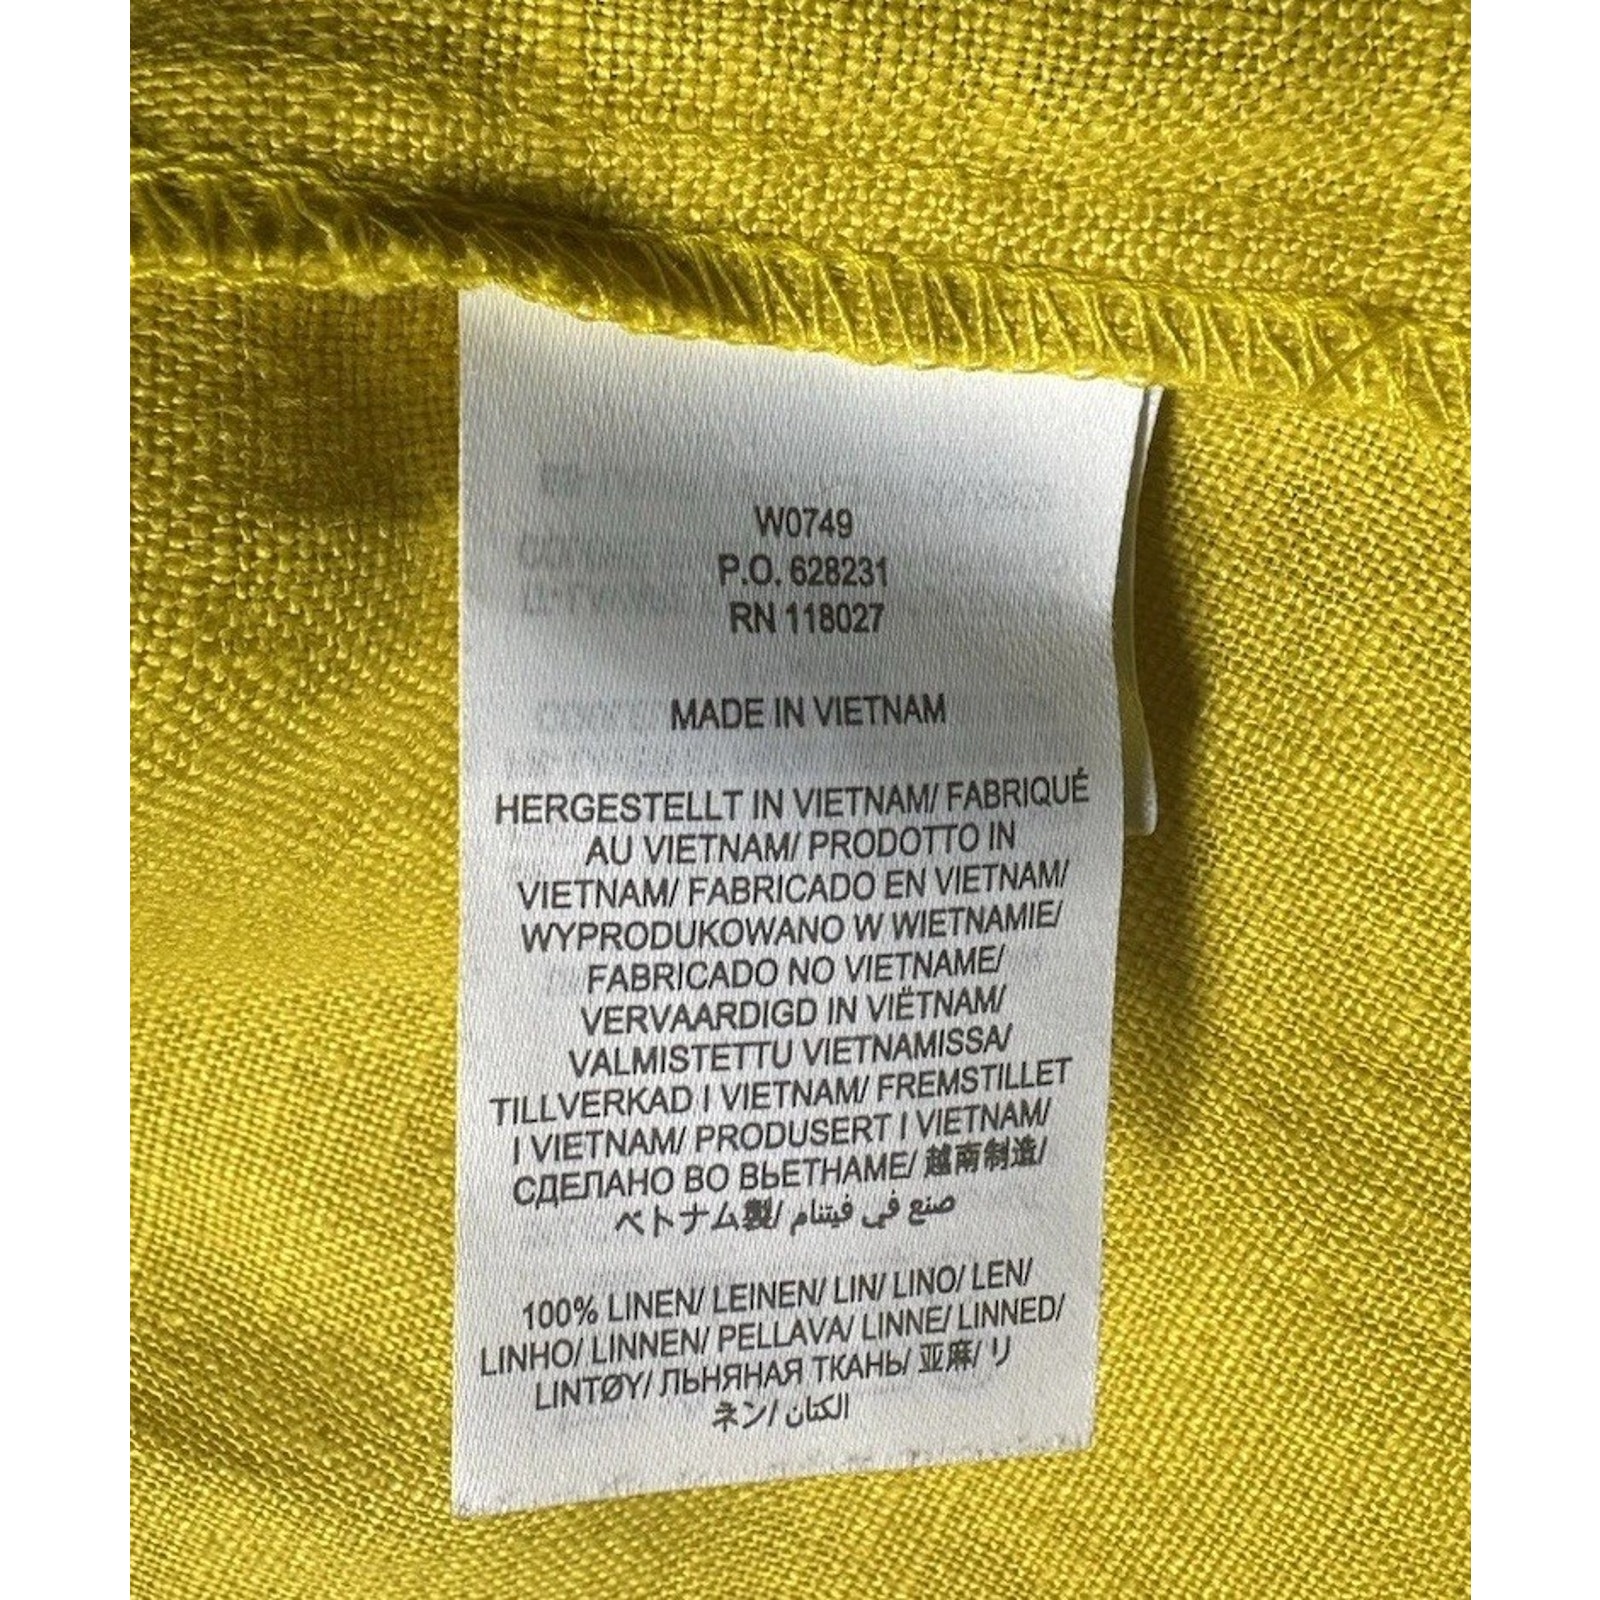 W0749
P.O. 628231
RN 118027
MADE IN VIETNAM
HERGESTELLT IN VIETNAM/ FABRIQUÉ
AU VIETNAM/ PRODOTTO IN
VIETNAM/ FABRICADO EN VIETNAM/
WYPRODUKOWANO W WIETNAMIE/
FABRICADO NO VIETNAME/
VERVAARDIGD IN VIËTNAM/
VALMISTETTU VIETNAMISSA/
TILLVERKAD I VIETNAM/ FREMSTILLET
I VIETNAM/ PRODUSERT I VIETNAM/
СДЕЛАНО ВО ВЬЕТНАМЕ/ 越南制造/
ベトナム製/ صنع في فيتنام
100% LINEN/ LEINEN/ LIN/ LINO/ LEN/
LINHO/ LINNEN/ PELLAVA/ LINNE/ LINNED/
LINTØY/ ЛЬНЯНАЯ ТКАНЬ/ 亚麻/ リ
ネン/ الكتان